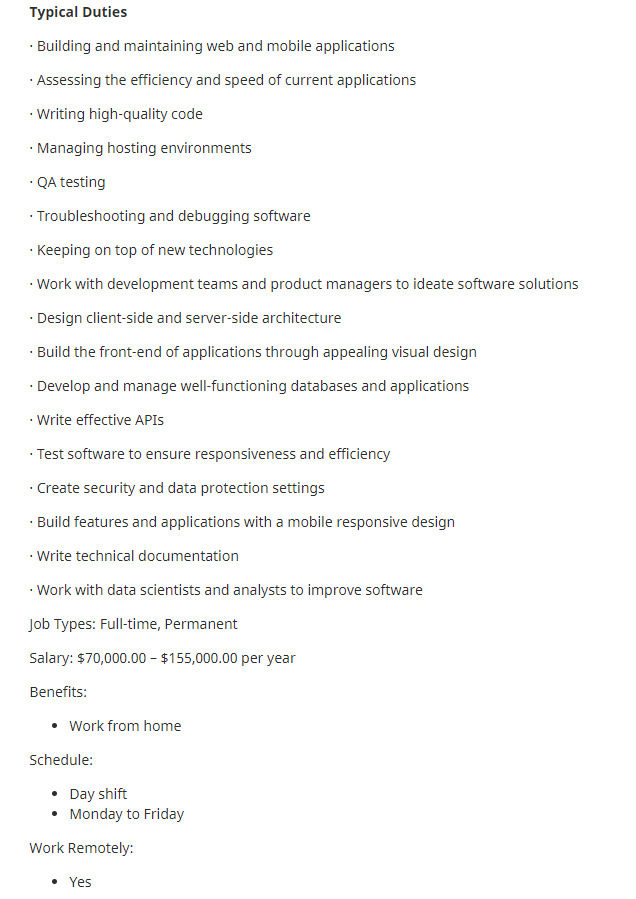 Typical Duties
· Building and maintaining web and mobile applications
· Assessing the efficiency and speed of current applications
· Writing high-quality code
· Managing hosting environments
· QA testing
· Troubleshooting and debugging software
· Keeping on top of new technologies
· Work with development teams and product managers to ideate software solutions
· Design client-side and server-side architecture
· Build the front-end of applications through appealing visual design
· Develop and manage well-functioning databases and applications
· Write effective APIs
· Test software to ensure responsiveness and efficiency
· Create security and data protection settings
· Build features and applications with a mobile responsive design
· Write technical documentation
· Work with data scientists and analysts to improve software
Job Types: Full-time, Permanent
Salary: $70,000.00 – $155,000.00 per year
Benefits:
• Work from home
Schedule:
• Day shift
• Monday to Friday
Work Remotely:
• Yes